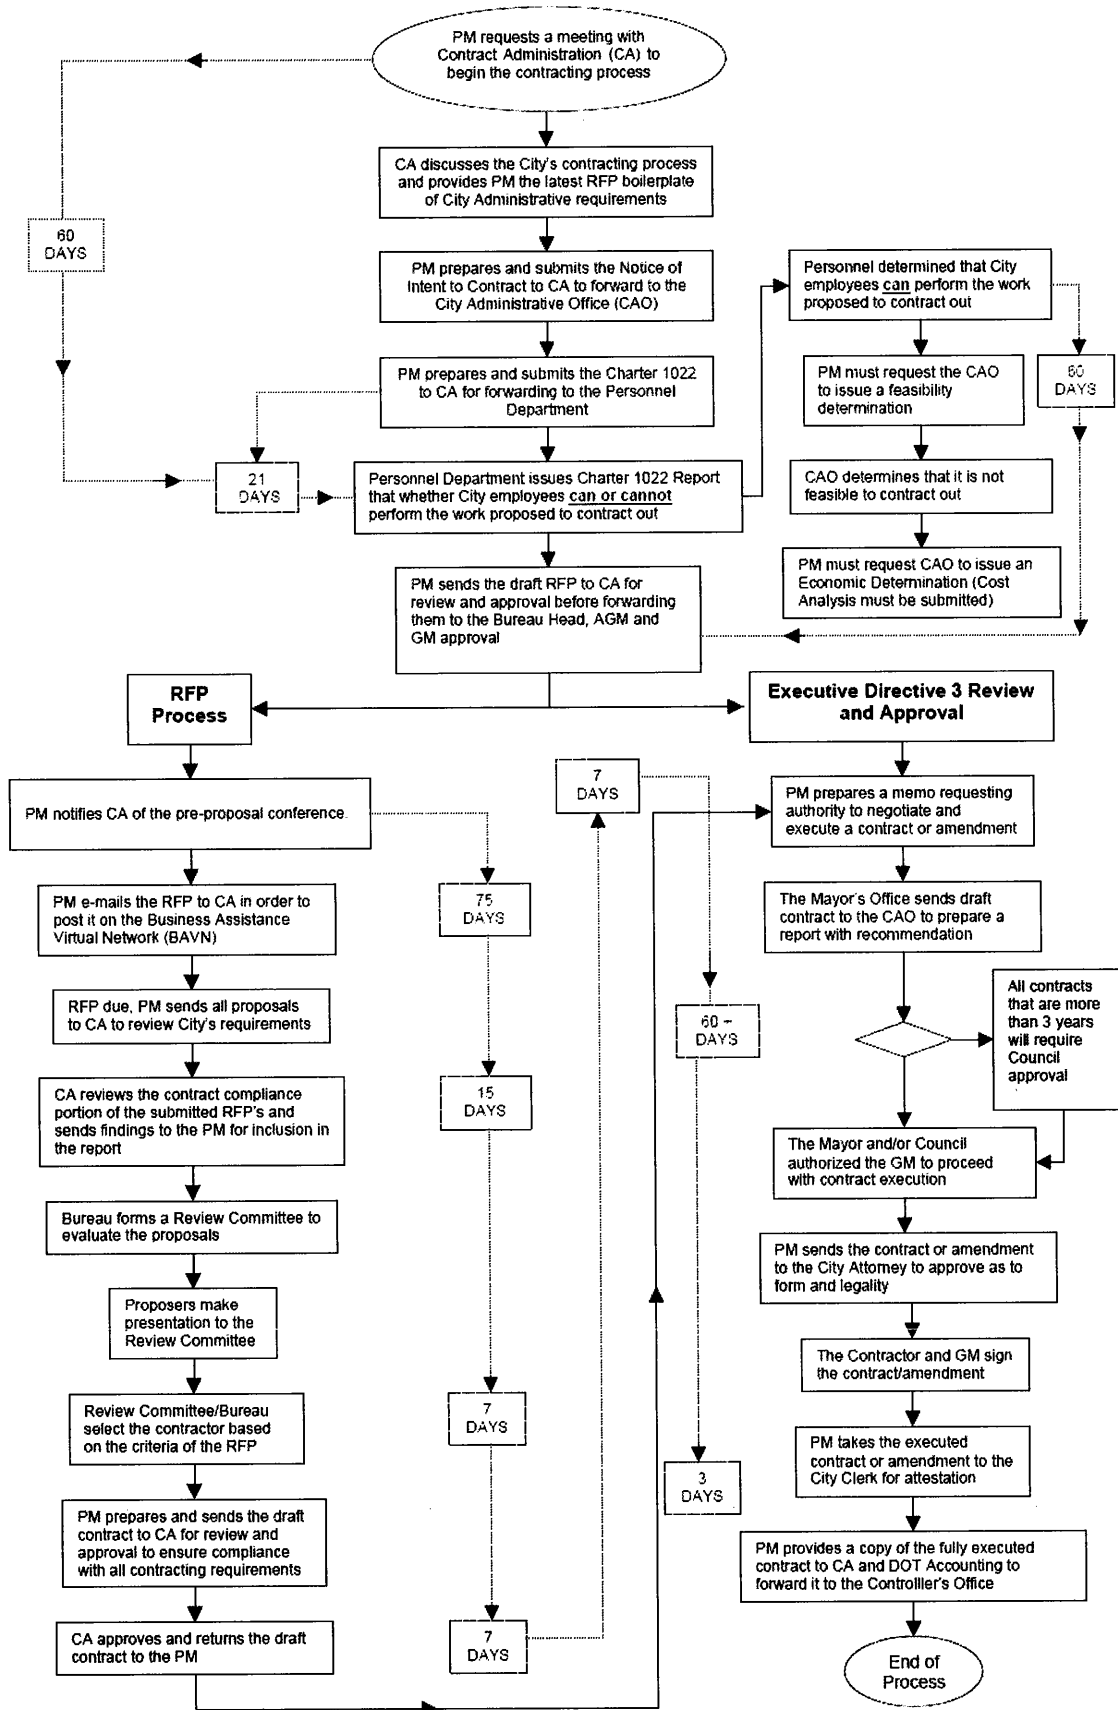 PM requests a meeting with
Contract Administration (CA) to
begin the contracting process
CA discusses the City's contracting process
and provides PM the latest RFP boilerplate
of City Administrative requirements
60
DAYS
PM prepares and submits the Notice of
Intent to Contract to CA to forward to the
City Administrative Office (CAO)
Personnel determined that City
employees can perform the work
proposed to contract out
PM prepares and submits the Charter 1022
to CA for forwarding to the Personnel
Department
PM must request the CAO
to issue a feasibility
determination
60
DAYS
21
DAYS
Personnel Department issues Charter 1022 Report
that whether City employees can or cannot
perform the work proposed to contract out
CAO determines that it is not
feasible to contract out
PM must request CAO to issue an
Economic Determination (Cost
Analysis must be submitted)
PM sends the draft RFP to CA for
review and approval before forwarding
them to the Bureau Head, AGM and
GM approval
RFP
Process
Executive Directive 3 Review
and Approval
PM notifies CA of the pre-proposal conference.
PM e-mails the RFP to CA in order to
post it on the Business Assistance
Virtual Network (BAVN)
RFP due, PM sends all proposals
to CA to review City's requirements
CA reviews the contract compliance
portion of the submitted RFP's and
sends findings to the PM for inclusion in
the report
Bureau forms a Review Committee to
evaluate the proposals
Proposers make
presentation to the
Review Committee
Review Committee/Bureau
select the contractor based
on the criteria of the RFP
PM prepares and sends the draft
contract to CA for review and
approval to ensure compliance
with all contracting requirements
CA approves and returns the draft
contract to the PM
75
DAYS
15
DAYS
7
DAYS
7
DAYS
7
DAYS
60 +
DAYS
3
DAYS
PM prepares a memo requesting
authority to negotiate and
execute a contract or amendment
The Mayor's Office sends draft
contract to the CAO to prepare a
report with recommendation
All contracts
that are more
than 3 years
will require
Council
approval
The Mayor and/or Council
authorized the GM to proceed
with contract execution
PM sends the contract or amendment
to the City Attorney to approve as to
form and legality
The Contractor and GM sign
the contract/amendment
PM takes the executed
contract or amendment to the
City Clerk for attestation
PM provides a copy of the fully executed
contract to CA and DOT Accounting to
forward it to the Controlller's Office
End of
Process